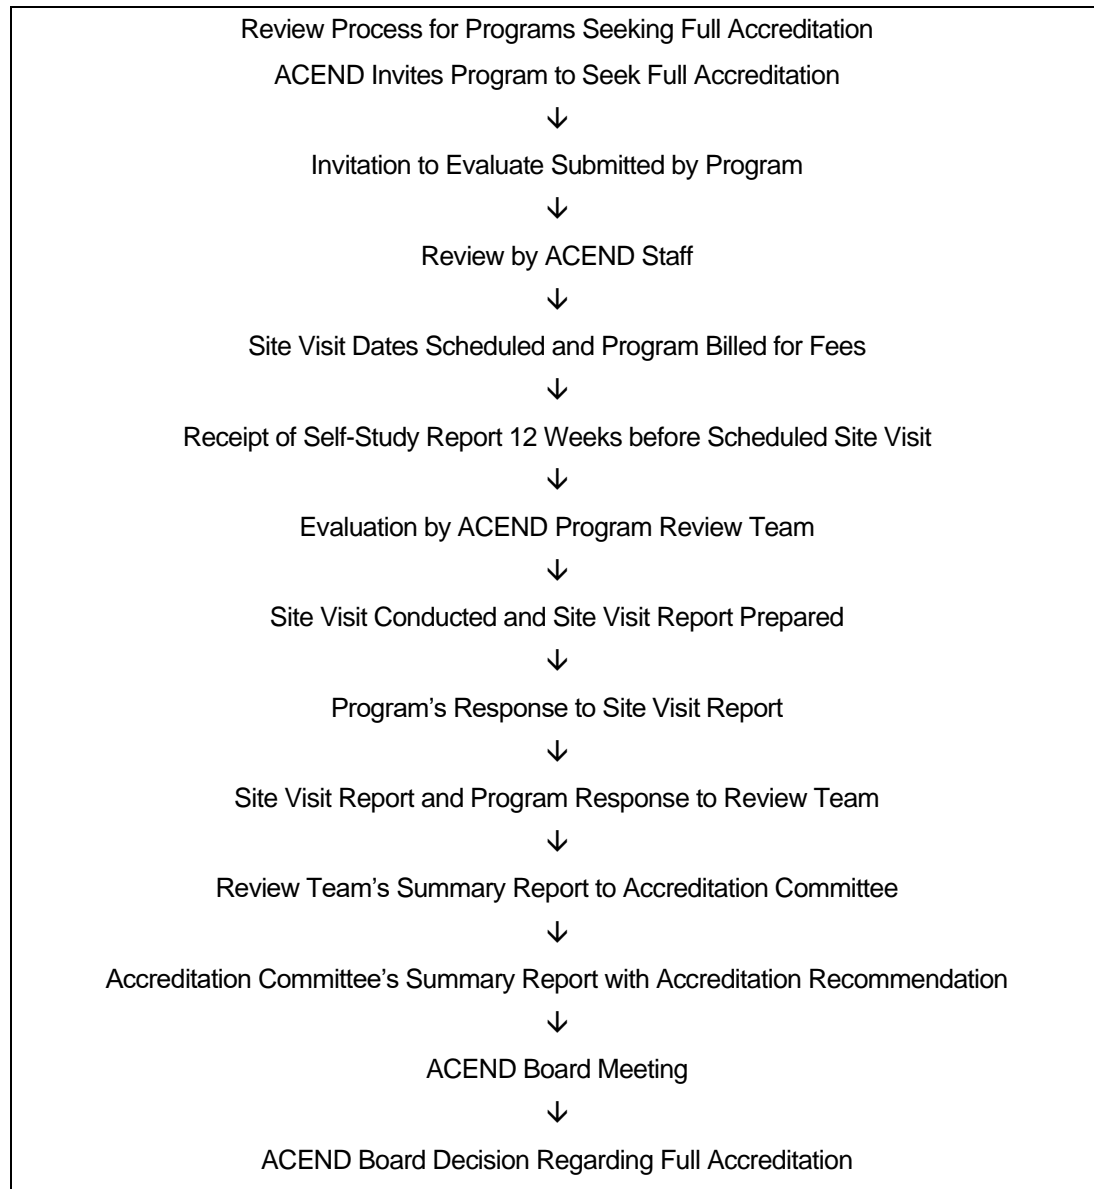 Review Process for Programs Seeking Full Accreditation
ACEND Invites Program to Seek Full Accreditation
↓
Invitation to Evaluate Submitted by Program
↓
Review by ACEND Staff
↓
Site Visit Dates Scheduled and Program Billed for Fees
↓
Receipt of Self-Study Report 12 Weeks before Scheduled Site Visit
↓
Evaluation by ACEND Program Review Team
↓
Site Visit Conducted and Site Visit Report Prepared
↓
Program’s Response to Site Visit Report
↓
Site Visit Report and Program Response to Review Team
↓
Review Team’s Summary Report to Accreditation Committee
↓
Accreditation Committee’s Summary Report with Accreditation Recommendation
↓
ACEND Board Meeting
↓
ACEND Board Decision Regarding Full Accreditation